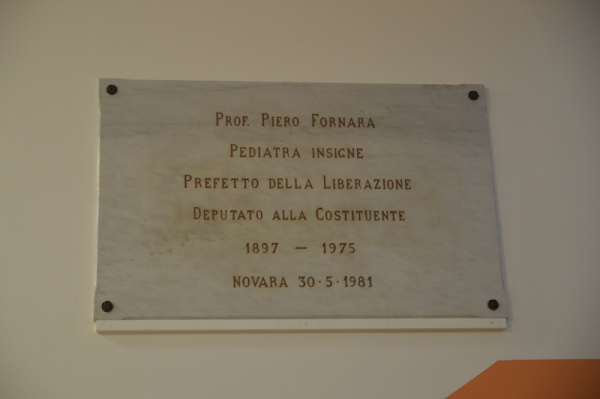 Prof. Piero Fornara
Pediatra insigne
Prefetto della Liberazione
Deputato alla Costituente
1897 — 1975
Novara 30·5·1981